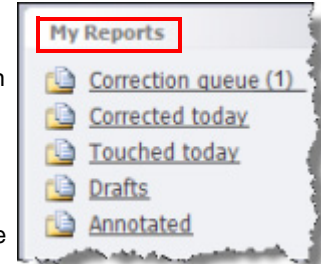 My Reports
Correction queue (1)
Corrected today
Touched today
Drafts
Annotated